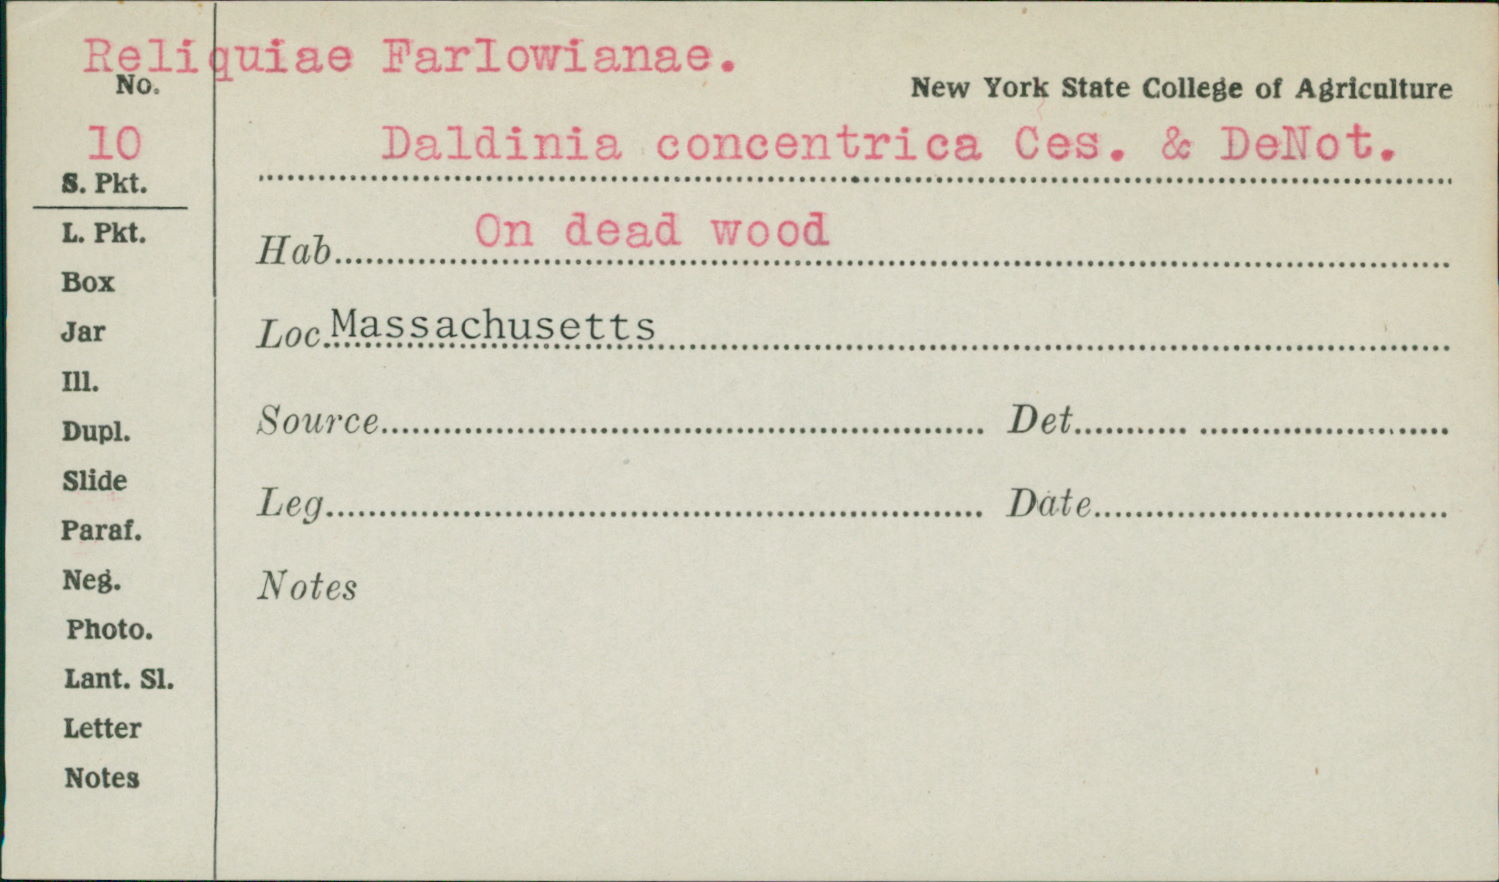 Reliquiae Farlowianae.
No.
New York State College of Agriculture
10
Daldinia concentrica Ces. & DeNot.
S. Pkt.
L. Pkt.
Hab. On dead wood
Box
Loc. Massachusetts
Jar
Ill.
Source
Det.
Dupl.
Slide
Leg.
Date
Paraf.
Neg.
Notes
Photo.
Lant. Sl.
Letter
Notes